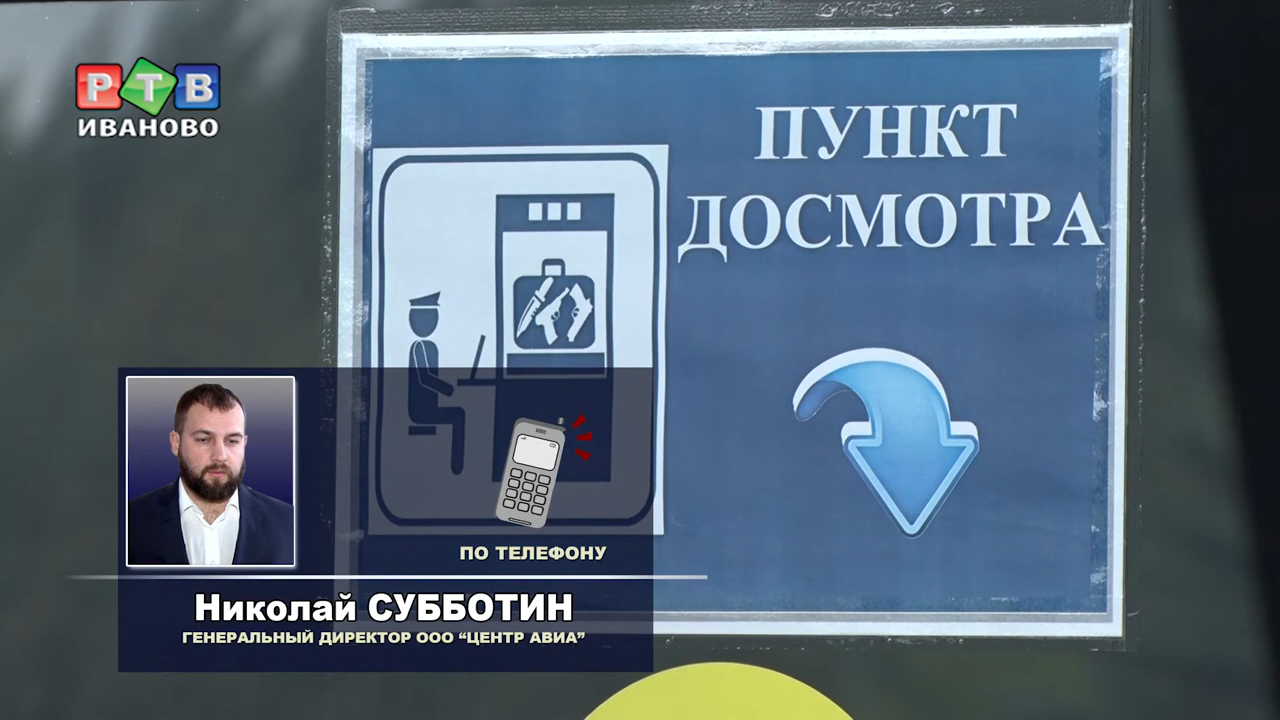 РТВ
ИВАНОВО
ПУНКТ
ДОСМОТРА
ПО ТЕЛЕФОНУ
Николай СУББОТИН
ГЕНЕРАЛЬНЫЙ ДИРЕКТОР ООО “ЦЕНТР АВИА”